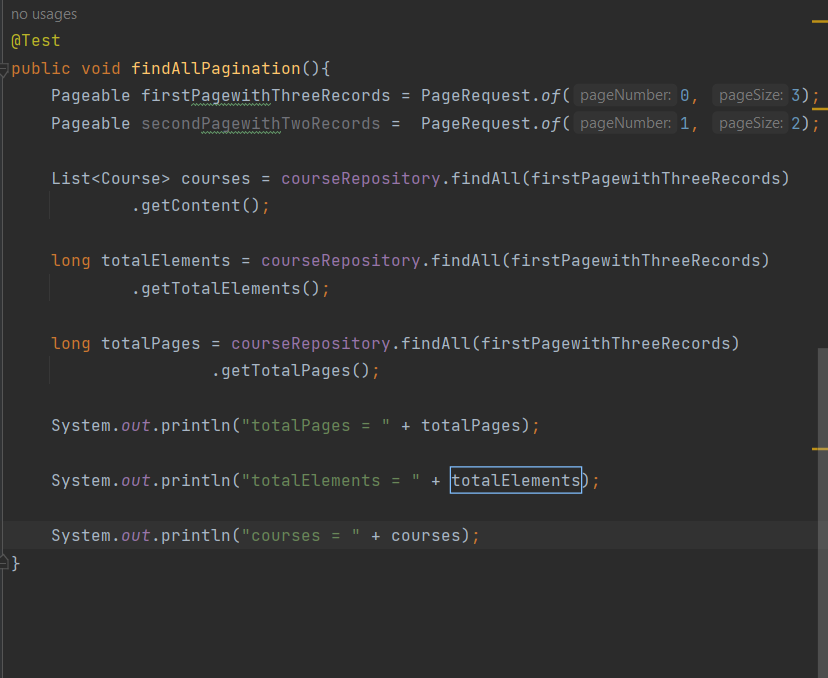 no usages
@Test
public void findAllPagination(){
Pageable firstPagewithThreeRecords = PageRequest.of( pageNumber: 0, pageSize: 3);
Pageable secondPagewithTwoRecords =  PageRequest.of( pageNumber: 1, pageSize: 2);
List<Course> courses = courseRepository.findAll(firstPagewithThreeRecords)
.getContent();
long totalElements = courseRepository.findAll(firstPagewithThreeRecords)
.getTotalElements();
long totalPages = courseRepository.findAll(firstPagewithThreeRecords)
.getTotalPages();
System.out.println("totalPages = " + totalPages);
System.out.println("totalElements = " + totalElements);
System.out.println("courses = " + courses);
}